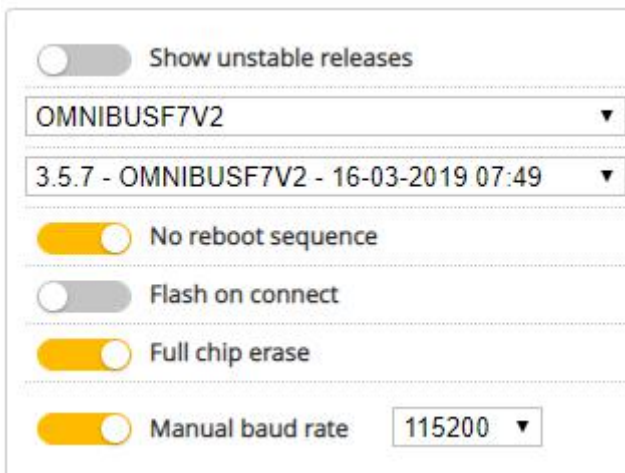 Show unstable releases
OMNIBUSF7V2
3.5.7 - OMNIBUSF7V2 - 16-03-2019 07:49
No reboot sequence
Flash on connect
Full chip erase
Manual baud rate 115200